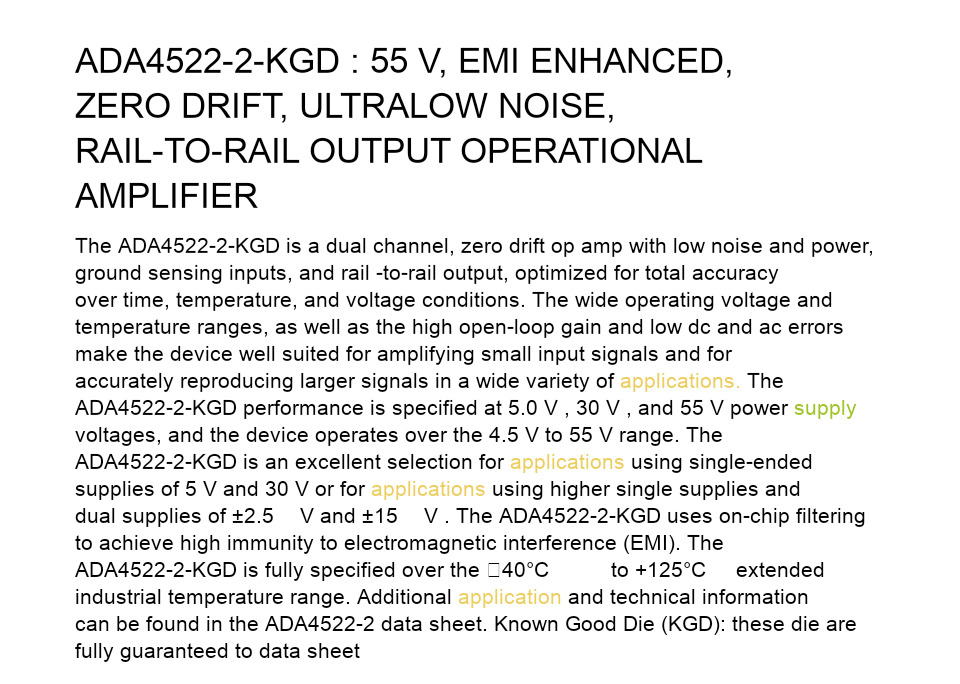 ADA4522-2-KGD : 55 V, EMI ENHANCED,
ZERO DRIFT, ULTRALOW NOISE,
RAIL-TO-RAIL OUTPUT OPERATIONAL
AMPLIFIER
The ADA4522-2-KGD is a dual channel, zero drift op amp with low noise and power,
ground sensing inputs, and rail -to-rail output, optimized for total accuracy
over time, temperature, and voltage conditions. The wide operating voltage and
temperature ranges, as well as the high open-loop gain and low dc and ac errors
make the device well suited for amplifying small input signals and for
accurately reproducing larger signals in a wide variety of applications. The
ADA4522-2-KGD performance is specified at 5.0 V , 30 V , and 55 V power supply
voltages, and the device operates over the 4.5 V to 55 V range. The
ADA4522-2-KGD is an excellent selection for applications using single-ended
supplies of 5 V and 30 V or for applications using higher single supplies and
dual supplies of ±2.5 V and ±15 V . The ADA4522-2-KGD uses on-chip filtering
to achieve high immunity to electromagnetic interference (EMI). The
ADA4522-2-KGD is fully specified over the □40°C to +125°C extended
industrial temperature range. Additional application and technical information
can be found in the ADA4522-2 data sheet. Known Good Die (KGD): these die are
fully guaranteed to data sheet